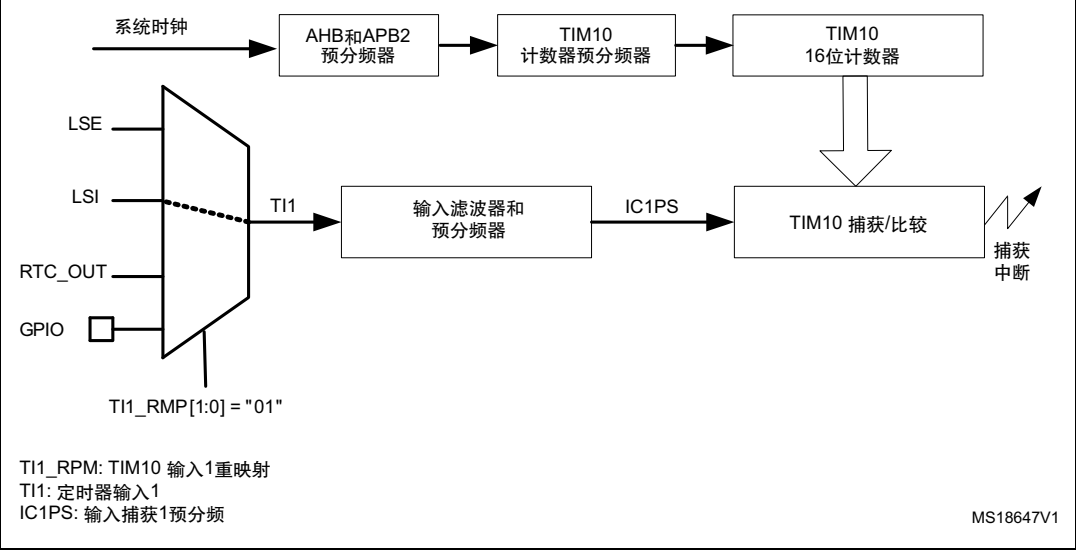 系统时钟
AHB和APB2
预分频器
TIM10
计数器预分频器
TIM10
16位计数器
LSE
LSI
TI1
输入滤波器和
预分频器
IC1PS
TIM10 捕获/比较
捕获
中断
RTC_OUT
GPIO
TI1_RMP[1:0] = "01"
TI1_RPM: TIM10 输入1重映射
TI1: 定时器输入1
IC1PS: 输入捕获1预分频
MS18647V1